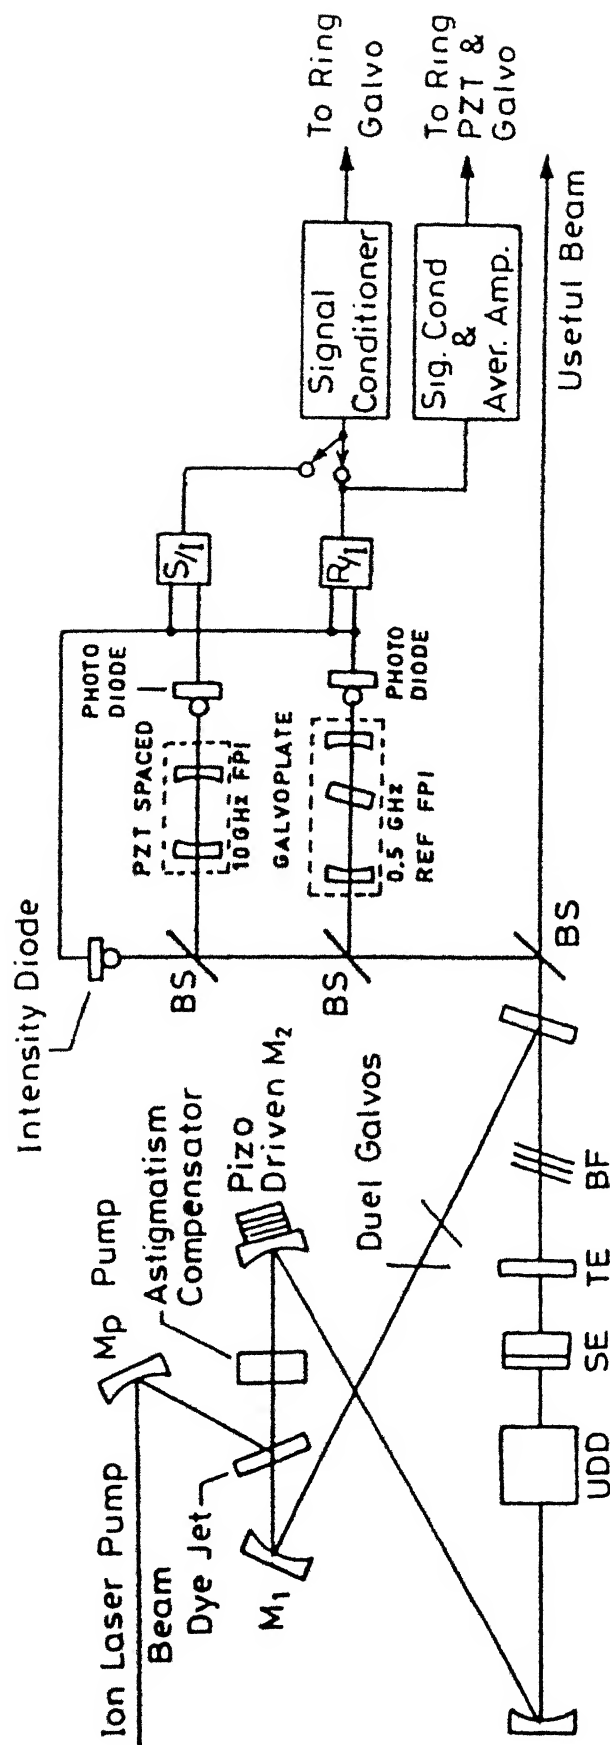 Ion Laser Pump
Beam
Mp Pump
Dye Jet
M1
Astigmatism
Compensator
Pizo
Driven M2
Duel Galvos
UDD
SE
TE
BF
BS
BS
BS
Intensity Diode
PZT SPACED
10GHZ FPI
PHOTO
DIODE
GALVOPLATE
0.5 GHz
REF FPI
PHOTO
DIODE
S/I
R/I
Signal
Conditioner
Sig. Cond
&
Aver. Amp.
To Ring
Galvo
To Ring
PZT &
Galvo
Useful Beam